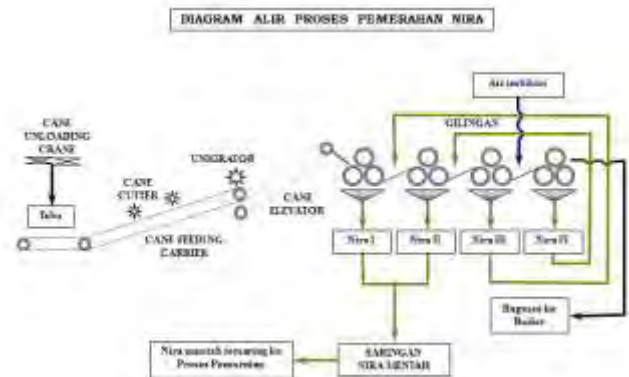 DIAGRAM ALIR PROSES PEMERAHAN NIRA
Air imbibisi
CANE
UNLOADING
CRANE
GILINGAN
UNIGRATOR
CANE
CUTTER
CANE
ELEVATOR
Tebu
CANE FEEDING
CARRIER
Nira I
Nira II
Nira III
Nira IV
Ampas ke
Boiler
Nira mentah tersaring ke
Proses Pemurnian
SARINGAN
NIRA MENTAH